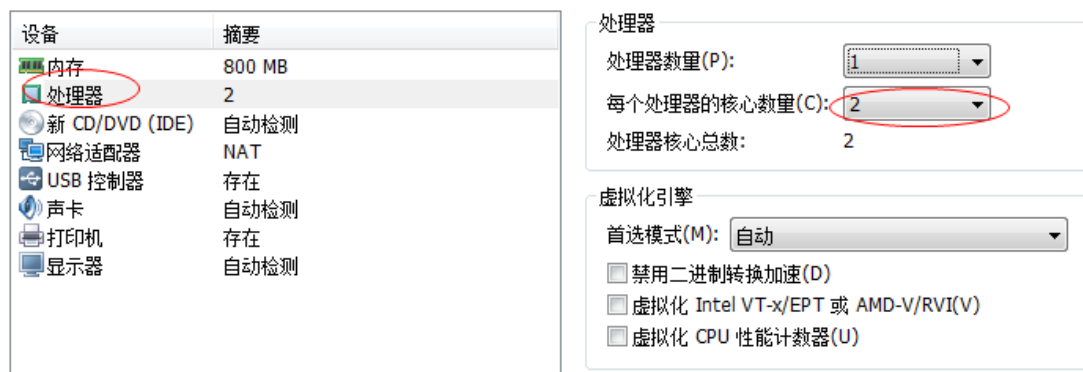 设备 摘要
内存 800 MB
处理器 2
新 CD/DVD (IDE) 自动检测
网络适配器 NAT
USB 控制器 存在
声卡 自动检测
打印机 存在
显示器 自动检测
处理器
处理器数量(P): 1
每个处理器的核心数量(C): 2
处理器核心总数: 2
虚拟化引擎
首选模式(M): 自动
禁用二进制转换加速(D)
虚拟化 Intel VT-x/EPT 或 AMD-V/RVI(V)
虚拟化 CPU 性能计数器(U)